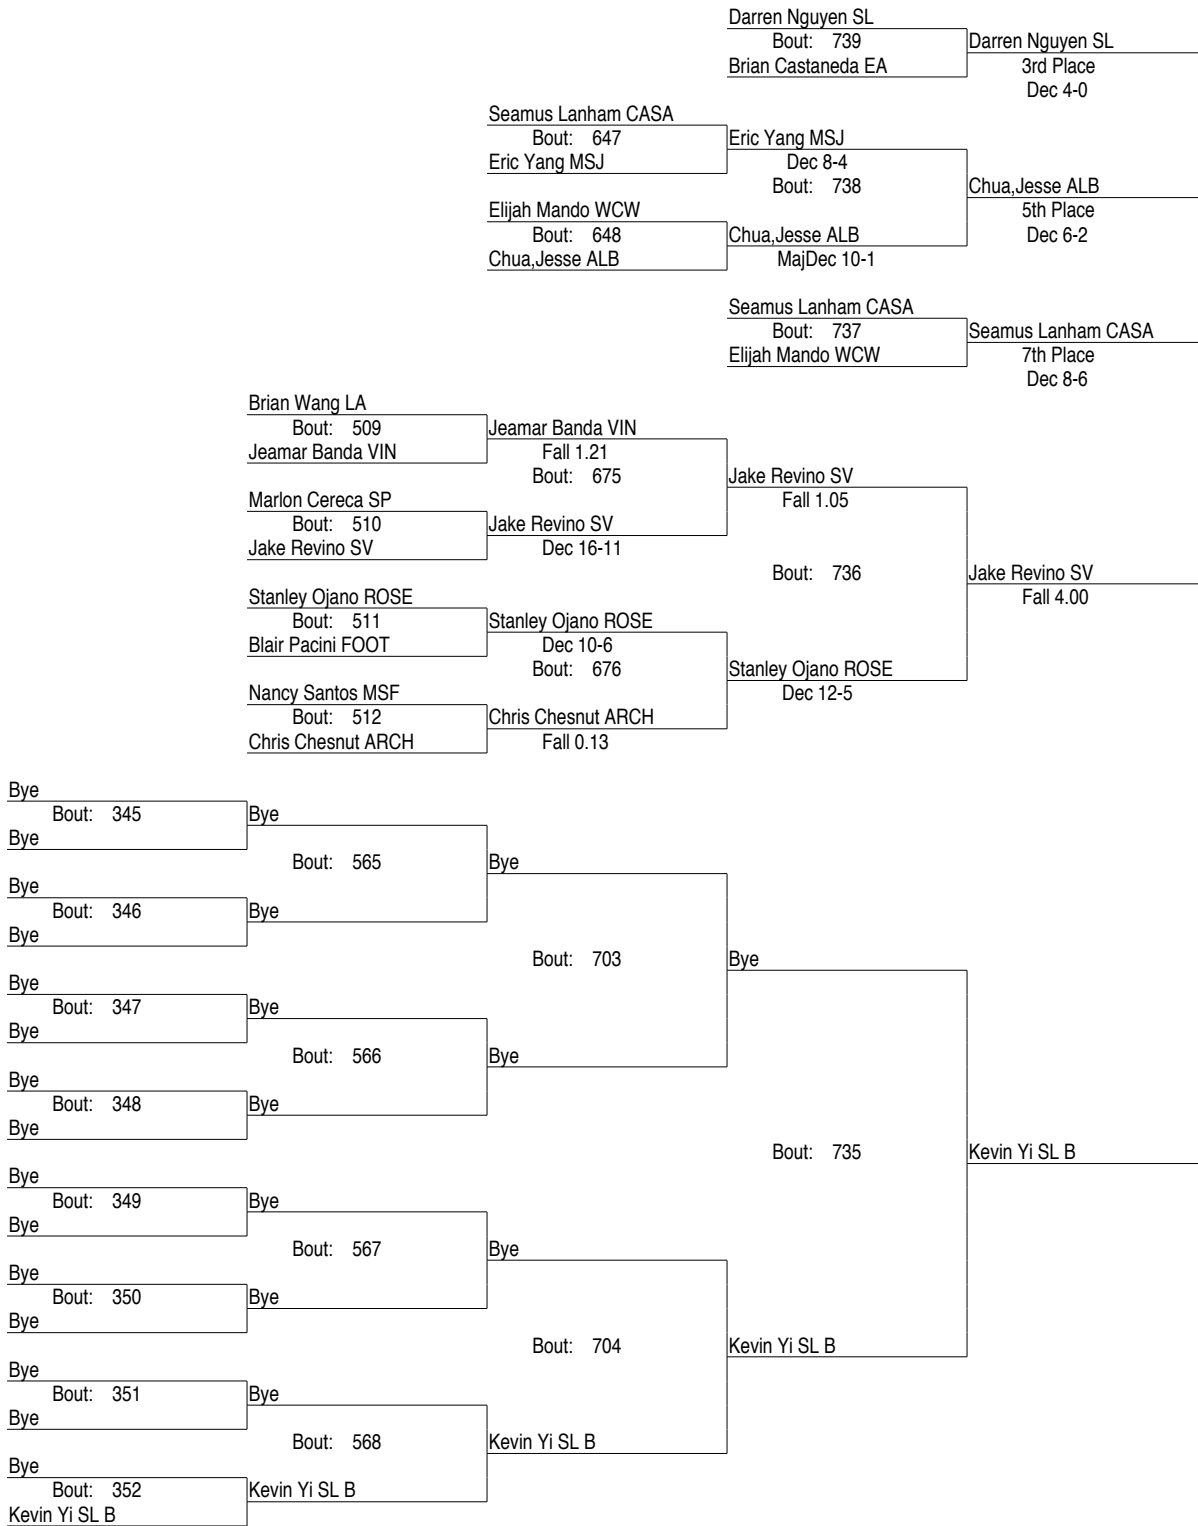 Darren Nguyen SL
Bout: 739
Darren Nguyen SL
Brian Castaneda EA
3rd Place
Dec 4-0
Seamus Lanham CASA
Bout: 647
Eric Yang MSJ
Eric Yang MSJ
Dec 8-4
Bout: 738
Chua,Jesse ALB
Elijah Mando WCW
5th Place
Bout: 648
Chua,Jesse ALB
Dec 6-2
Chua,Jesse ALB
MajDec 10-1
Seamus Lanham CASA
Bout: 737
Seamus Lanham CASA
Elijah Mando WCW
7th Place
Dec 8-6
Brian Wang LA
Bout: 509
Jeamar Banda VIN
Jeamar Banda VIN
Fall 1.21
Bout: 675
Jake Revino SV
Marlon Cereca SP
Fall 1.05
Bout: 510
Jake Revino SV
Jake Revino SV
Dec 16-11
Bout: 736
Jake Revino SV
Stanley Ojano ROSE
Fall 4.00
Bout: 511
Stanley Ojano ROSE
Blair Pacini FOOT
Dec 10-6
Bout: 676
Stanley Ojano ROSE
Nancy Santos MSF
Dec 12-5
Bout: 512
Chris Chesnut ARCH
Chris Chesnut ARCH
Fall 0.13
Bye
Bout: 345
Bye
Bye
Bout: 565
Bye
Bye
Bout: 346
Bye
Bye
Bout: 703
Bye
Bye
Bout: 347
Bye
Bye
Bout: 566
Bye
Bye
Bout: 348
Bye
Bye
Bout: 735
Kevin Yi SL B
Bye
Bout: 349
Bye
Bye
Bout: 567
Bye
Bye
Bout: 350
Bye
Bye
Bout: 704
Kevin Yi SL B
Bye
Bout: 351
Bye
Bye
Bout: 568
Kevin Yi SL B
Bye
Bout: 352
Kevin Yi SL B
Kevin Yi SL B